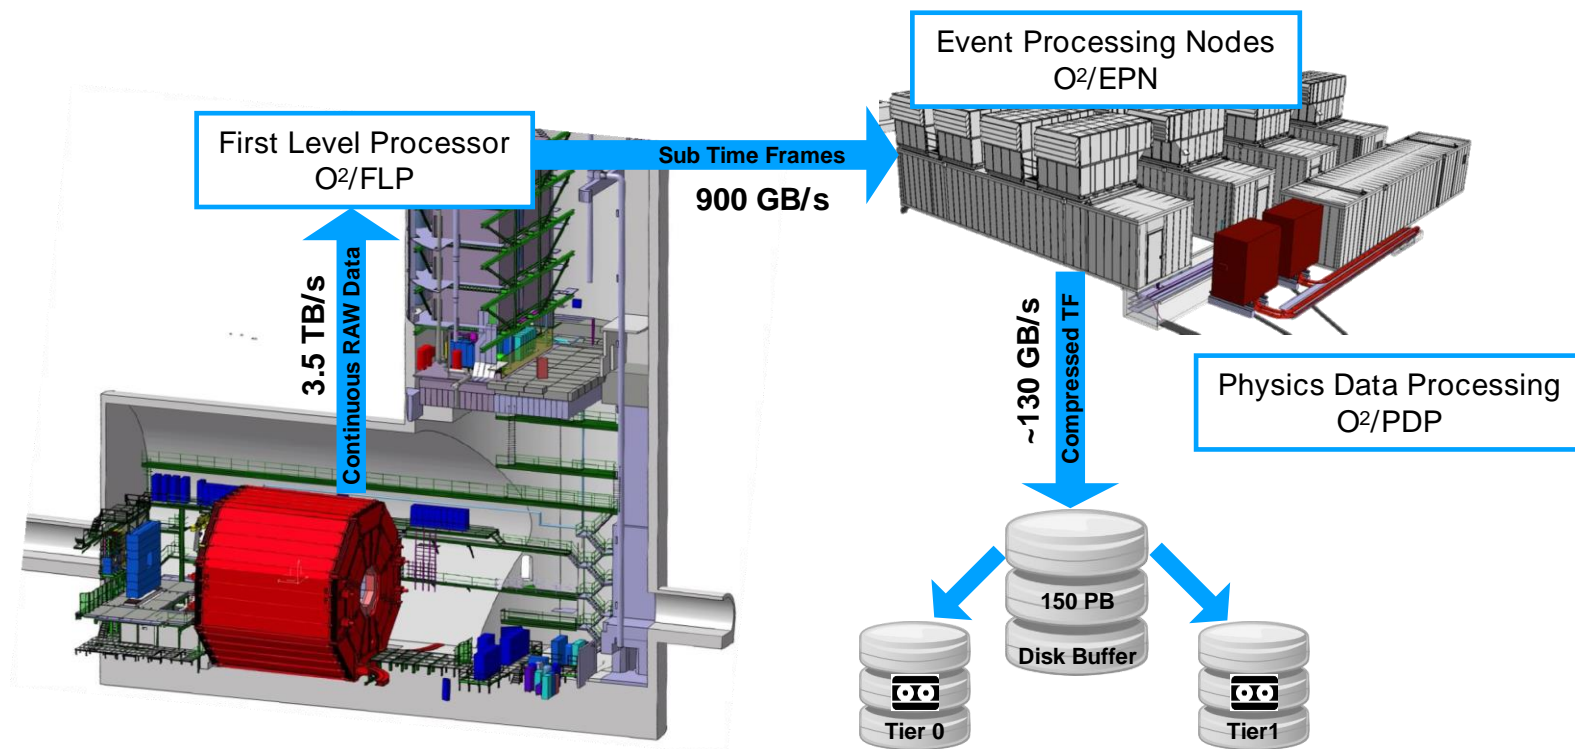 Event Processing Nodes
O²/EPN
First Level Processor
O²/FLP
Sub Time Frames
900 GB/s
3.5 TB/s
Continuous RAW Data
~130 GB/s
Compressed TF
Physics Data Processing
O²/PDP
150 PB
Disk Buffer
Tier 0
Tier1